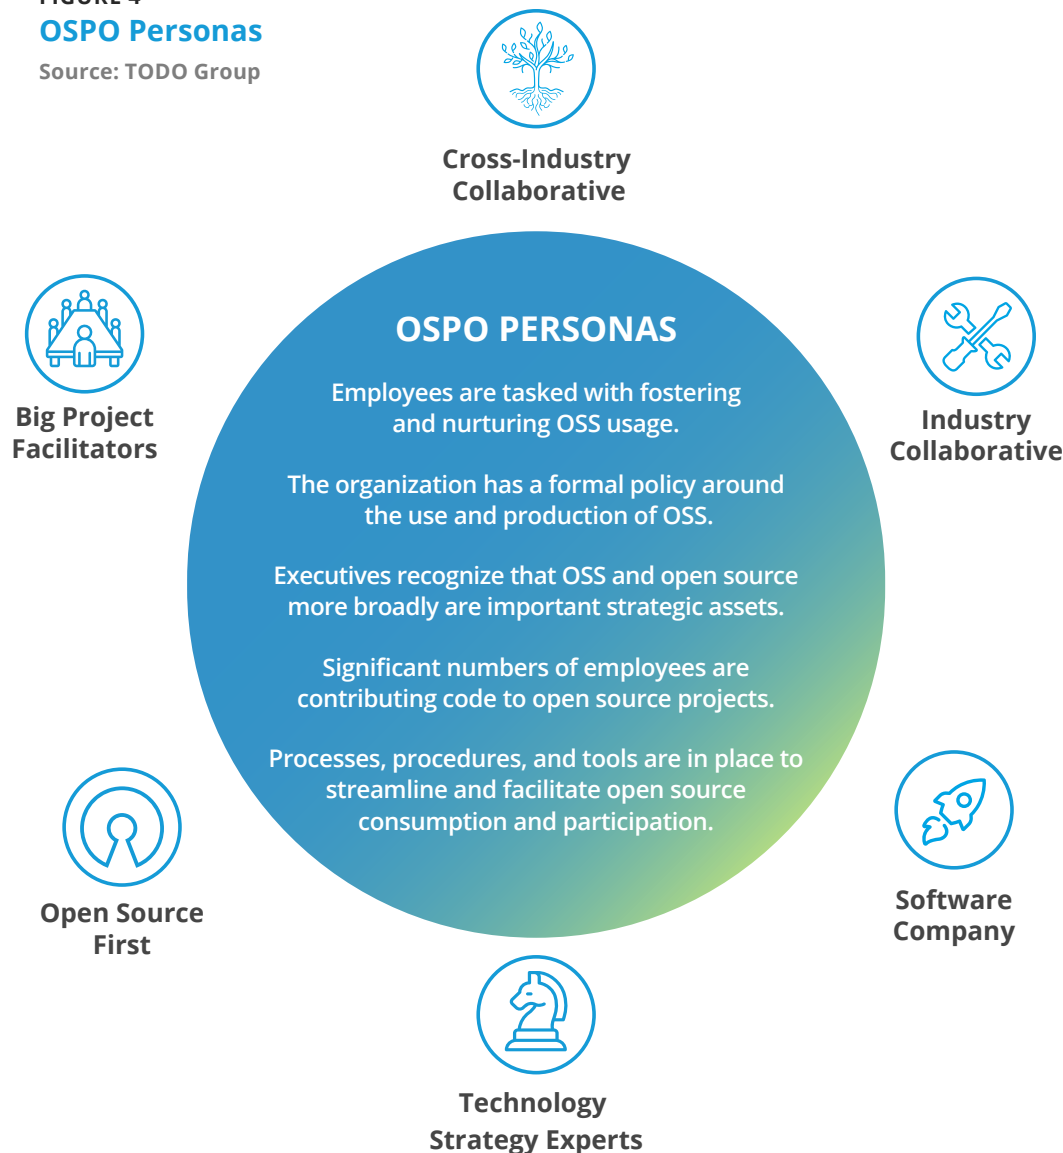 FIGURE 4
OSPO Personas
Source: TODO Group
Cross-Industry
Collaborative
Big Project
Facilitators
Industry
Collaborative
OSPO PERSONAS
Employees are tasked with fostering
and nurturing OSS usage.
The organization has a formal policy around
the use and production of OSS.
Executives recognize that OSS and open source
more broadly are important strategic assets.
Significant numbers of employees are
contributing code to open source projects.
Processes, procedures, and tools are in place to
streamline and facilitate open source
consumption and participation.
Open Source
First
Software
Company
Technology
Strategy Experts